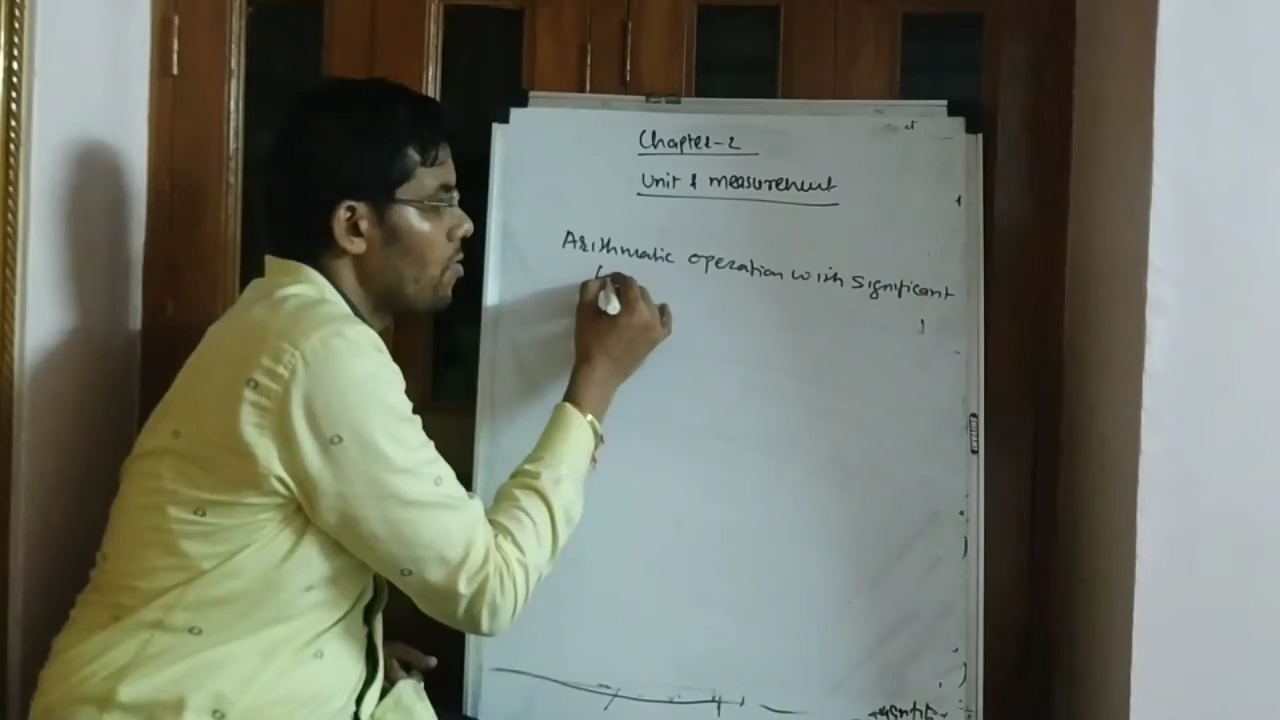 Chapter-2
Unit & measurement
Arithmatic operation with Significant